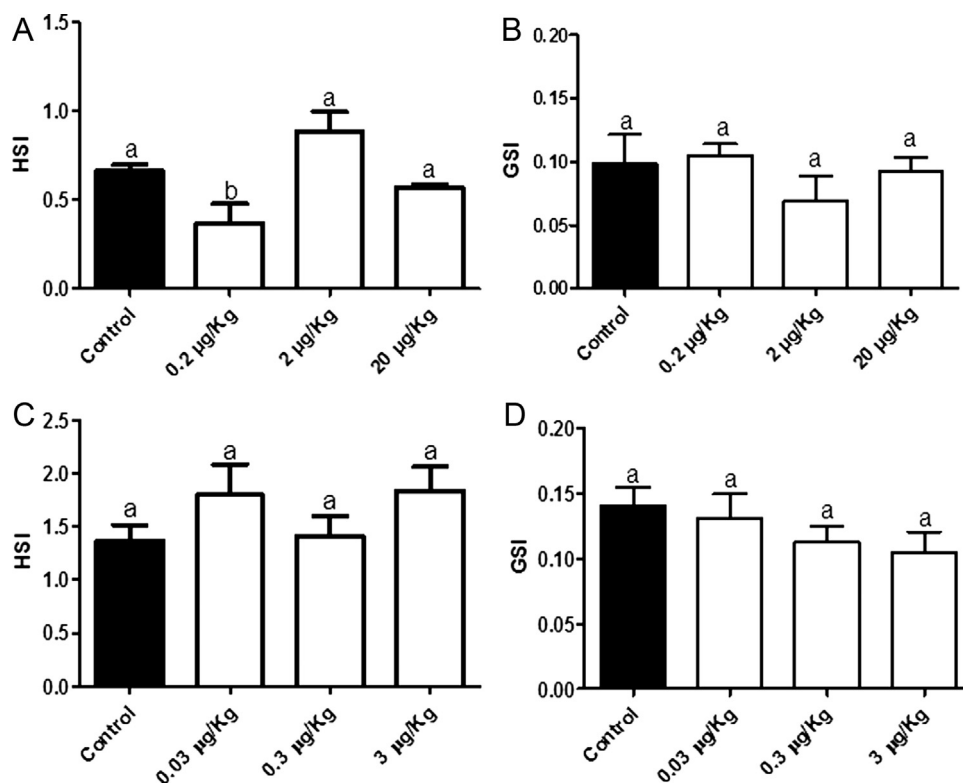 A
HSI
1.5
1.0
0.5
0.0
a
b
a
a
Control
0.2 µg/Kg
2 µg/Kg
20 µg/Kg
B
GSI
0.20
0.15
0.10
0.05
0.00
a
a
a
a
Control
0.2 µg/Kg
2 µg/Kg
20 µg/Kg
C
HSI
2.5
2.0
1.5
1.0
0.5
0.0
a
a
a
a
Control
0.03 µg/Kg
0.3 µg/Kg
3 µg/Kg
D
GSI
0.20
0.15
0.10
0.05
0.00
a
a
a
a
Control
0.03 µg/Kg
0.3 µg/Kg
3 µg/Kg